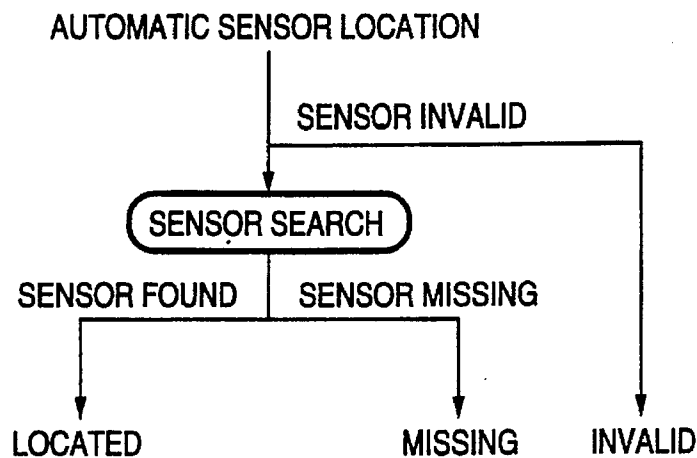 AUTOMATIC SENSOR LOCATION
SENSOR INVALID
SENSOR SEARCH
SENSOR FOUND
SENSOR MISSING
LOCATED
MISSING
INVALID